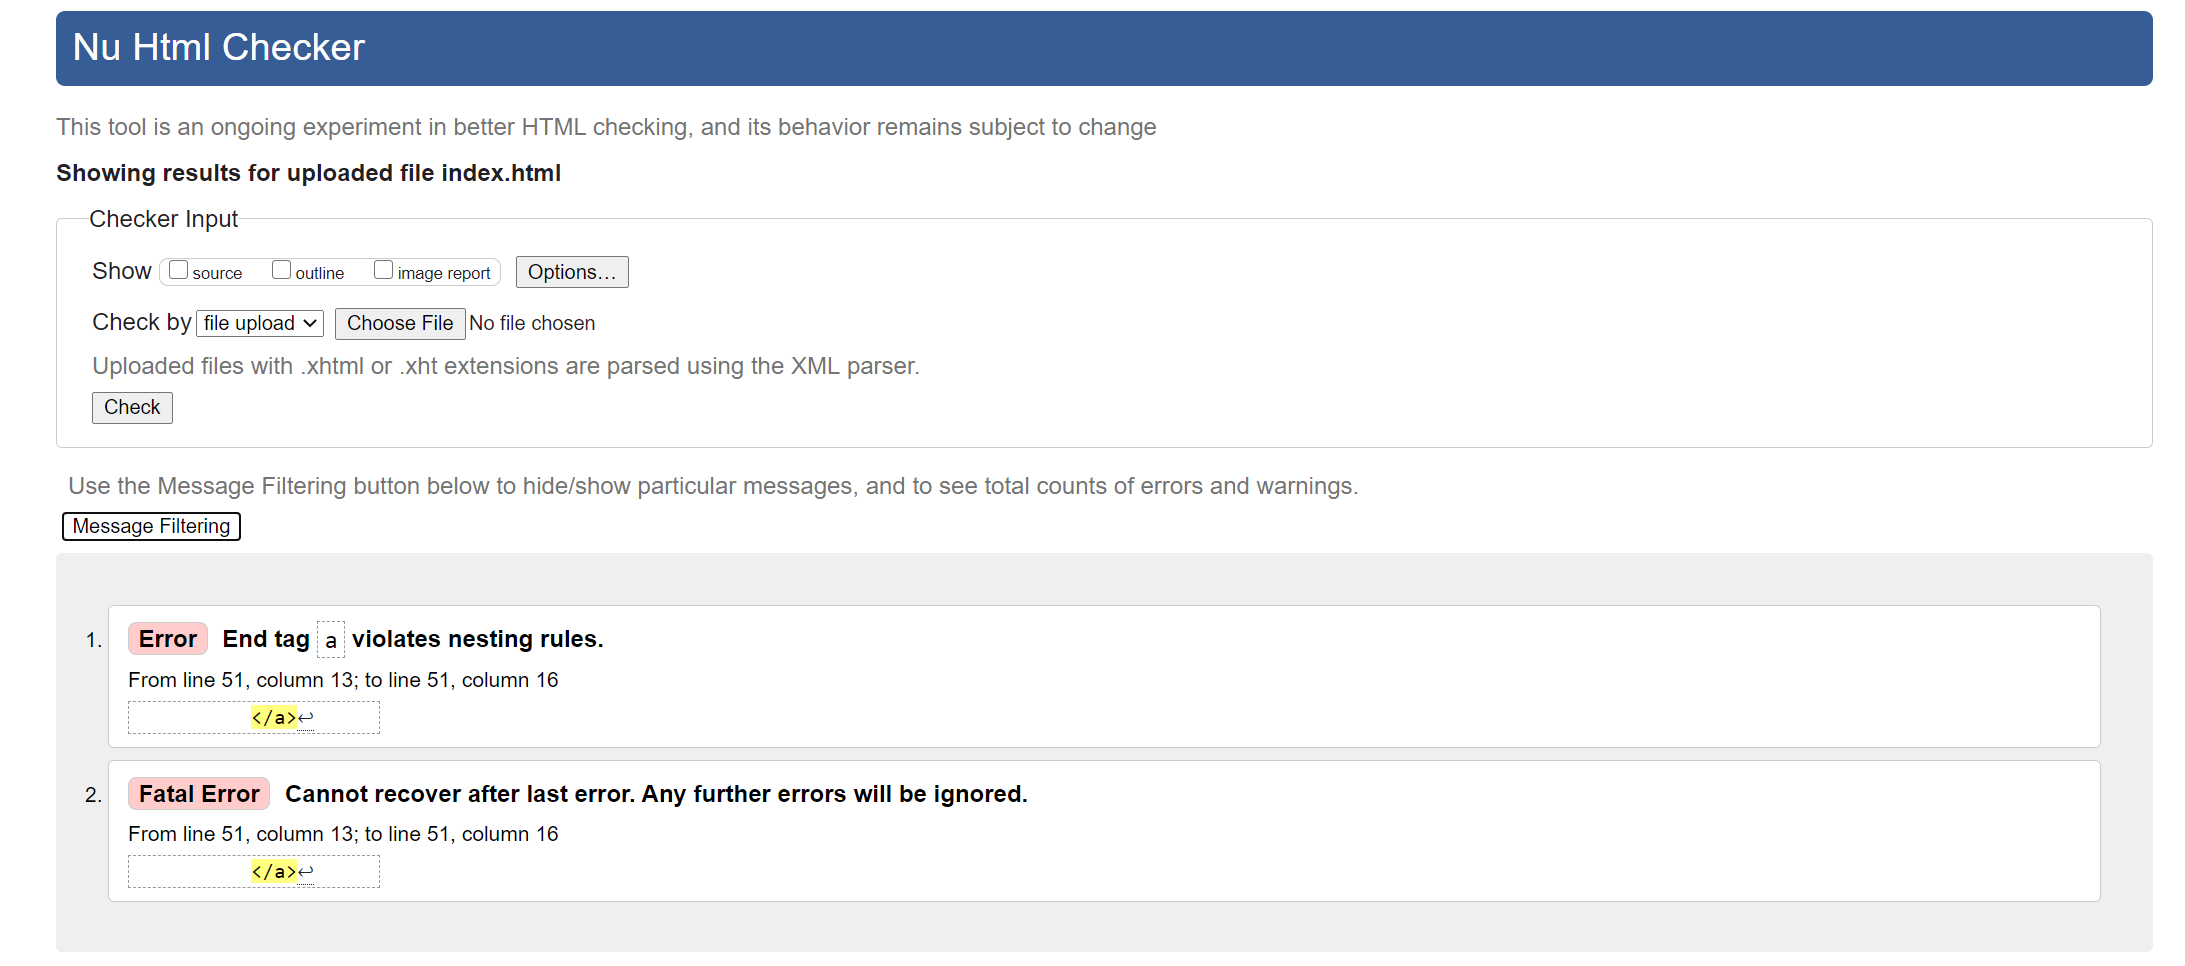 Nu Html Checker
This tool is an ongoing experiment in better HTML checking, and its behavior remains subject to change
Showing results for uploaded file index.html
Checker Input
Show source outline image report Options...
Check by file upload Choose File No file chosen
Uploaded files with .xhtml or .xht extensions are parsed using the XML parser.
Check
Use the Message Filtering button below to hide/show particular messages, and to see total counts of errors and warnings.
Message Filtering
1. Error End tag a violates nesting rules.
From line 51, column 13; to line 51, column 16
</a>↩
2. Fatal Error Cannot recover after last error. Any further errors will be ignored.
From line 51, column 13; to line 51, column 16
</a>↩